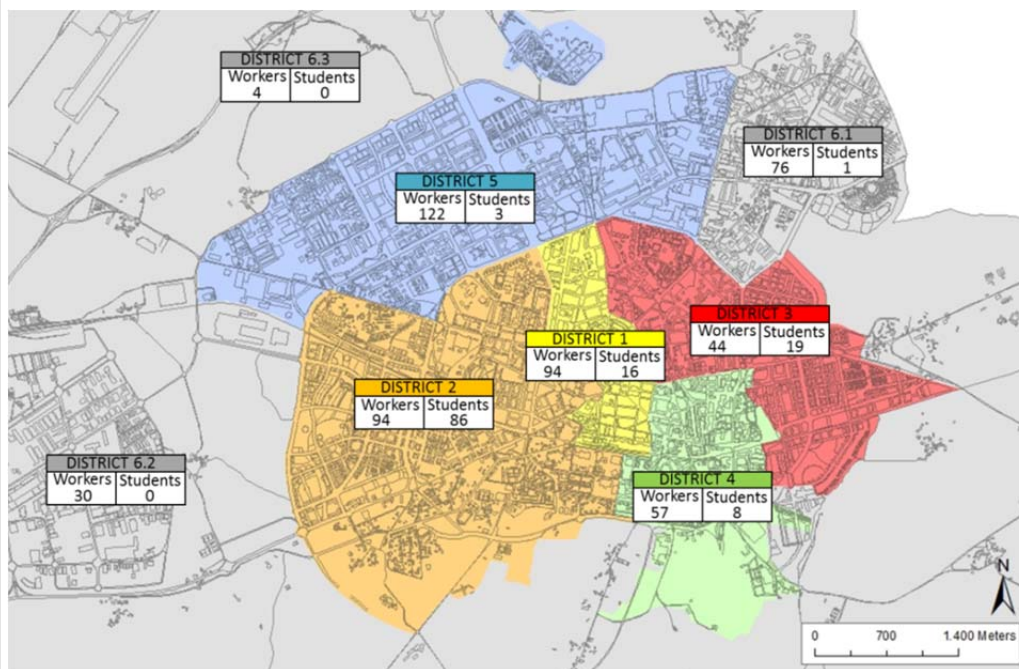 DISTRICT 6.3
Workers Students
4 0
DISTRICT 6.1
Workers Students
76 1
DISTRICT 5
Workers Students
122 3
DISTRICT 3
Workers Students
44 19
DISTRICT 1
Workers Students
94 16
DISTRICT 2
Workers Students
94 86
DISTRICT 6.2
Workers Students
30 0
DISTRICT 4
Workers Students
57 8
N
0 700 1.400 Meters